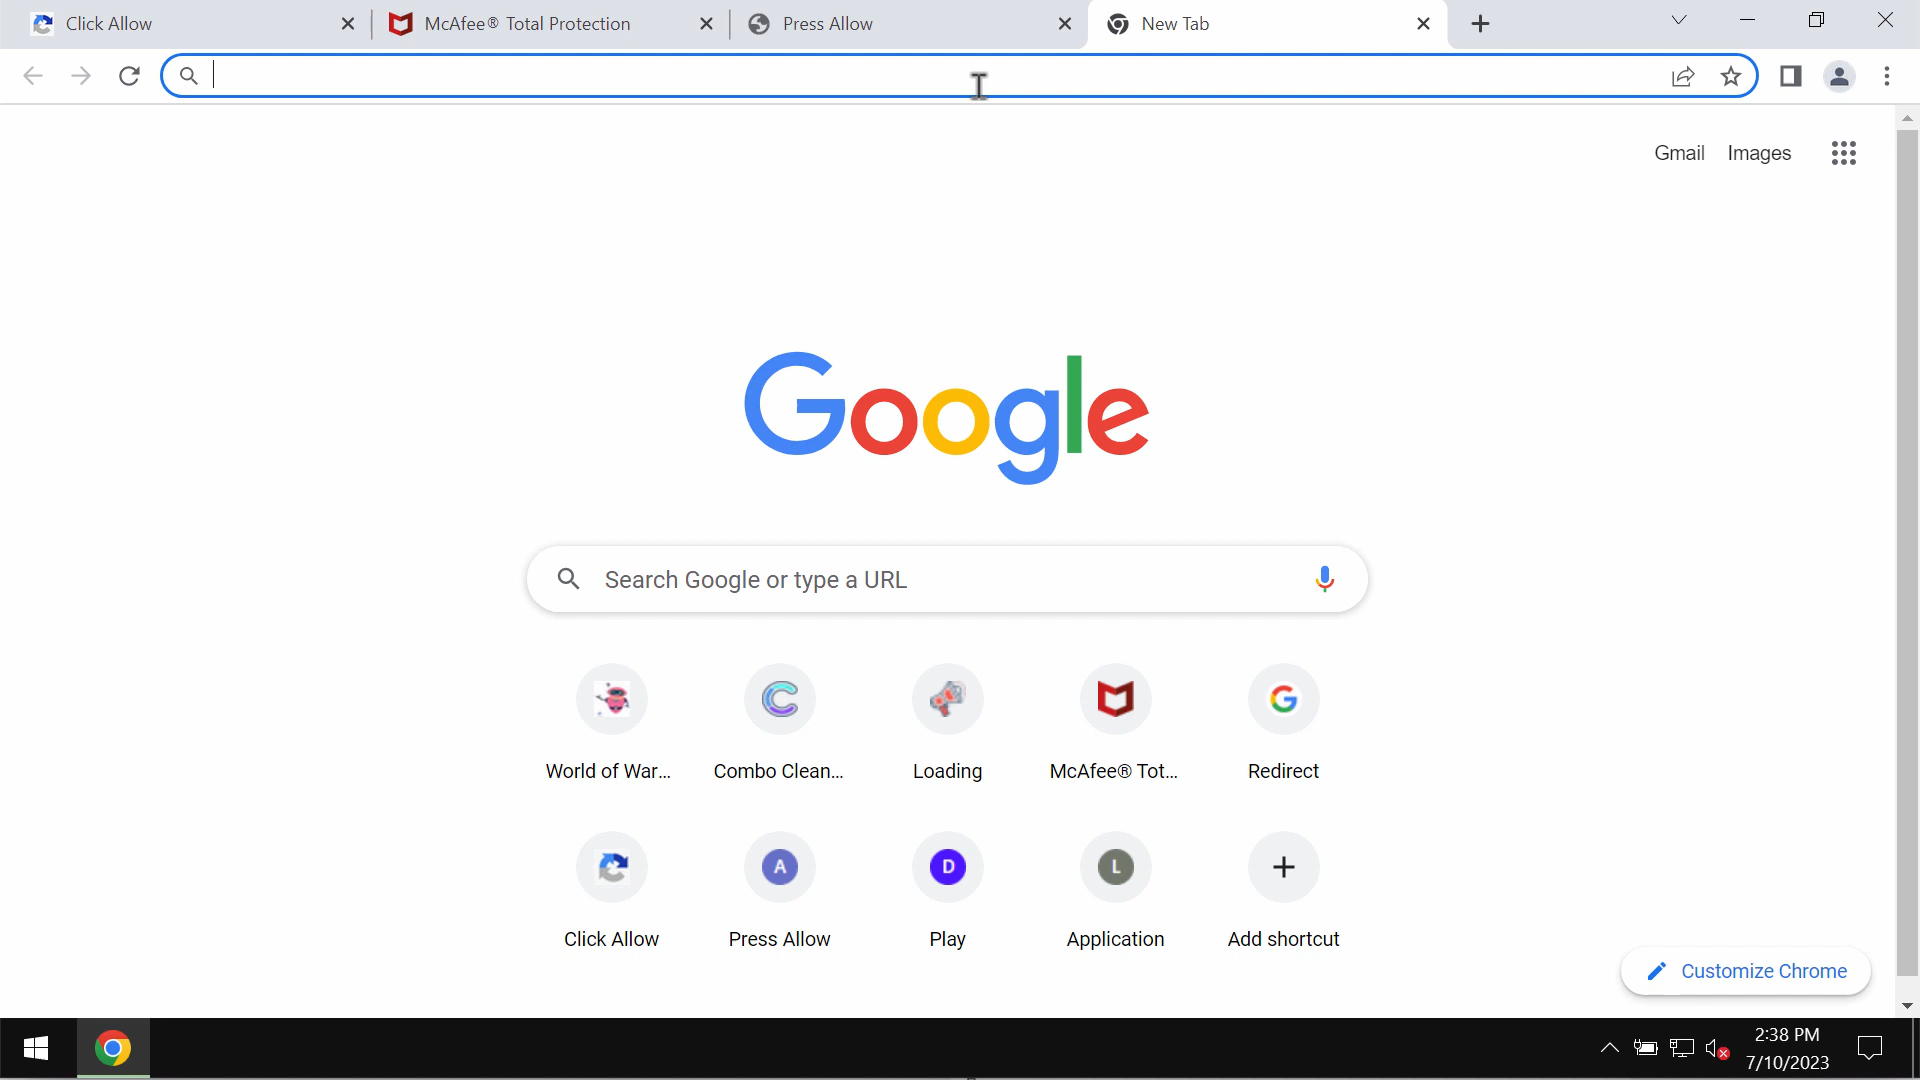 Click Allow
McAfee® Total Protection
Press Allow
New Tab
Gmail Images
Google
Search Google or type a URL
World of War...
Combo Clean...
Loading
McAfee® Tot...
Redirect
A
D
L
Click Allow
Press Allow
Play
Application
Add shortcut
Customize Chrome
2:38 PM
7/10/2023